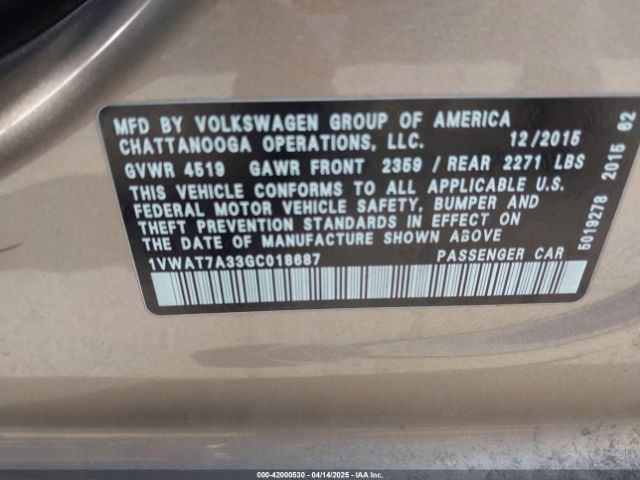 MFD BY VOLKSWAGEN GROUP OF AMERICA
CHATTANOOGA OPERATIONS, LLC. 12/2015
GVWR 4519 GAWR FRONT 2359 / REAR 2271 LBS
THIS VEHICLE CONFORMS TO ALL APPLICABLE U.S.
FEDERAL MOTOR VEHICLE SAFETY, BUMPER AND
THEFT PREVENTION STANDARDS IN EFFECT ON
THE DATE OF MANUFACTURE SHOWN ABOVE
1VWAT7A33GC018687 PASSENGER CAR
5019278 2015 62
000-42000530 - 04/14/2025 - IAA Inc.